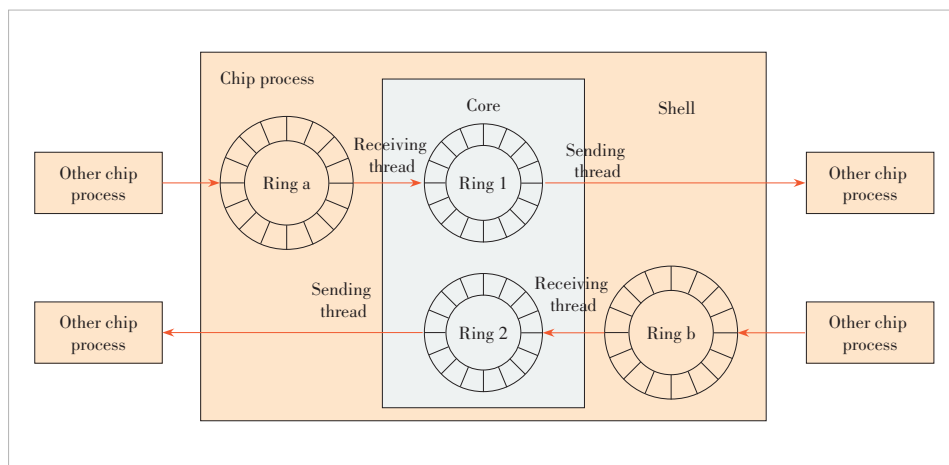 Chip process
Core
Shell
Receiving
thread
Sending
thread
Other chip
process
Ring a
Ring 1
Other chip
process
Sending
thread
Receiving
thread
Other chip
process
Ring 2
Ring b
Other chip
process